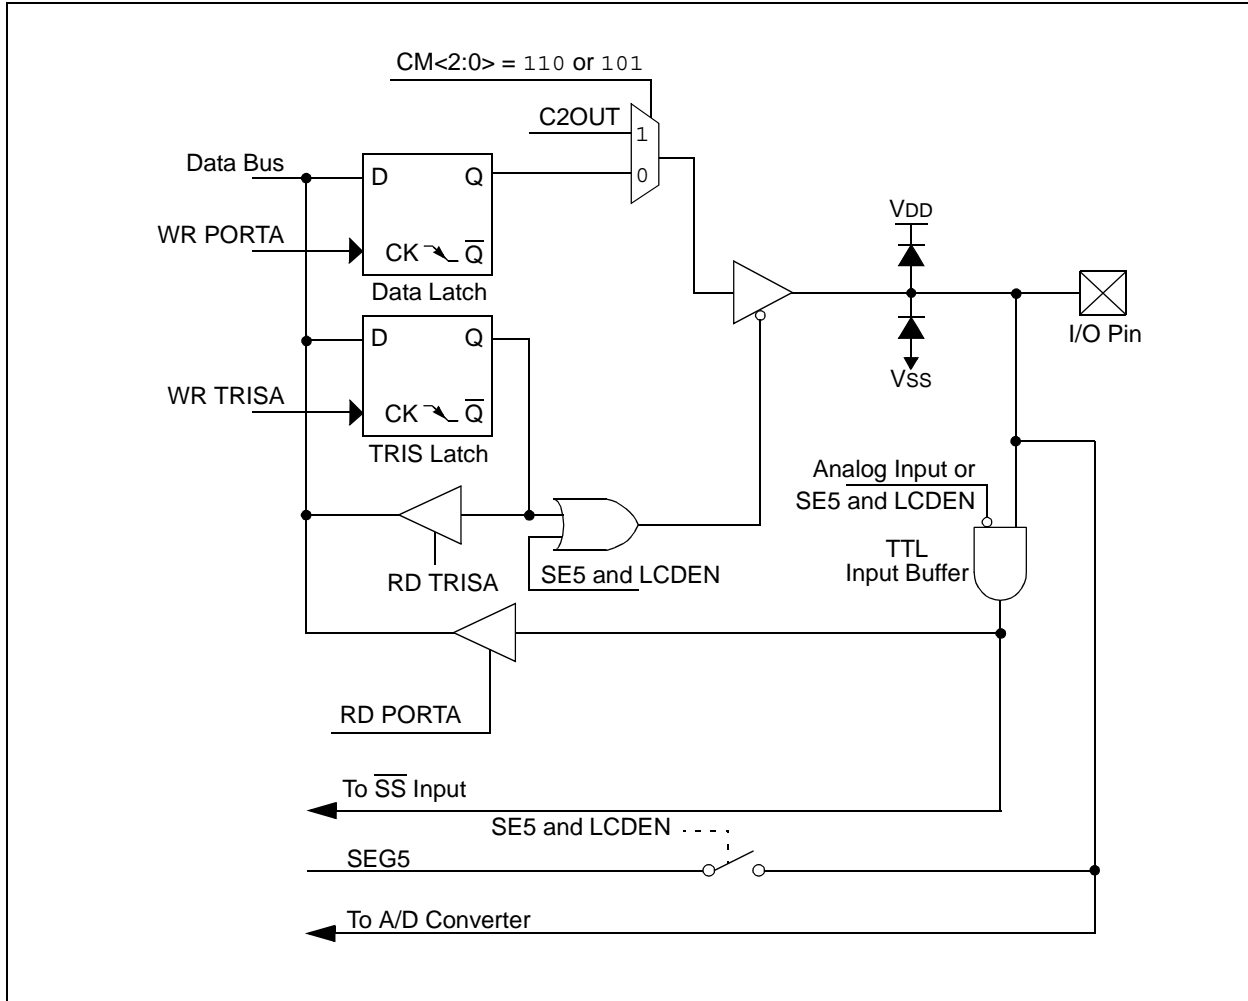 CM<2:0> = 110 or 101
C2OUT
1
0
Data Bus
D
Q
WR PORTA
CK
Q̅
Data Latch
VDD
VSS
I/O Pin
D
Q
WR TRISA
CK
Q̅
TRIS Latch
Analog Input or
SE5 and LCDEN
TTL
Input Buffer
RD TRISA
SE5 and LCDEN
RD PORTA
To S̅S̅ Input
SE5 and LCDEN
SEG5
To A/D Converter